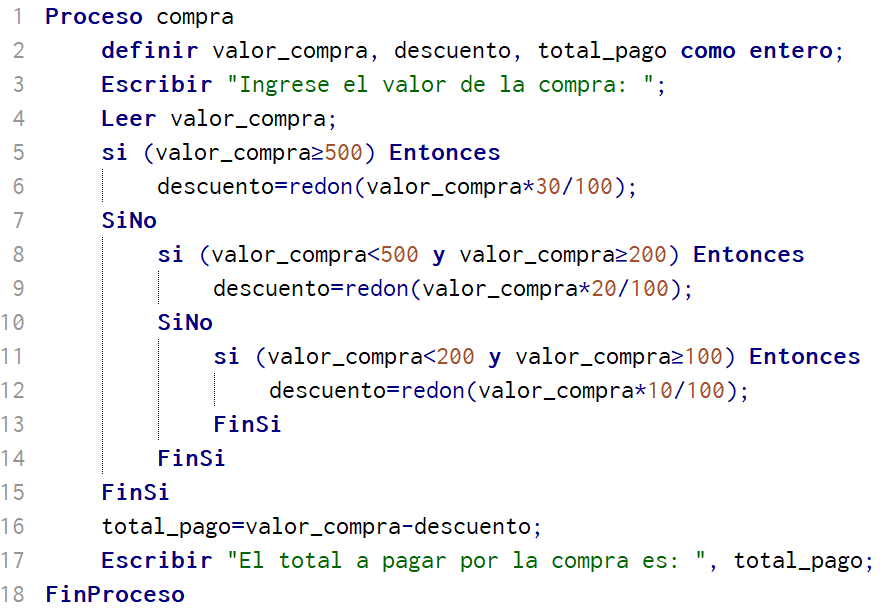 1 Proceso compra
2 definir valor_compra, descuento, total_pago como entero;
3 Escribir "Ingrese el valor de la compra: ";
4 Leer valor_compra;
5 si (valor_compra≥500) Entonces
6 descuento=redon(valor_compra*30/100);
7 SiNo
8 si (valor_compra<500 y valor_compra≥200) Entonces
9 descuento=redon(valor_compra*20/100);
10 SiNo
11 si (valor_compra<200 y valor_compra≥100) Entonces
12 descuento=redon(valor_compra*10/100);
13 FinSi
14 FinSi
15 FinSi
16 total_pago=valor_compra-descuento;
17 Escribir "El total a pagar por la compra es: ", total_pago;
18 FinProceso